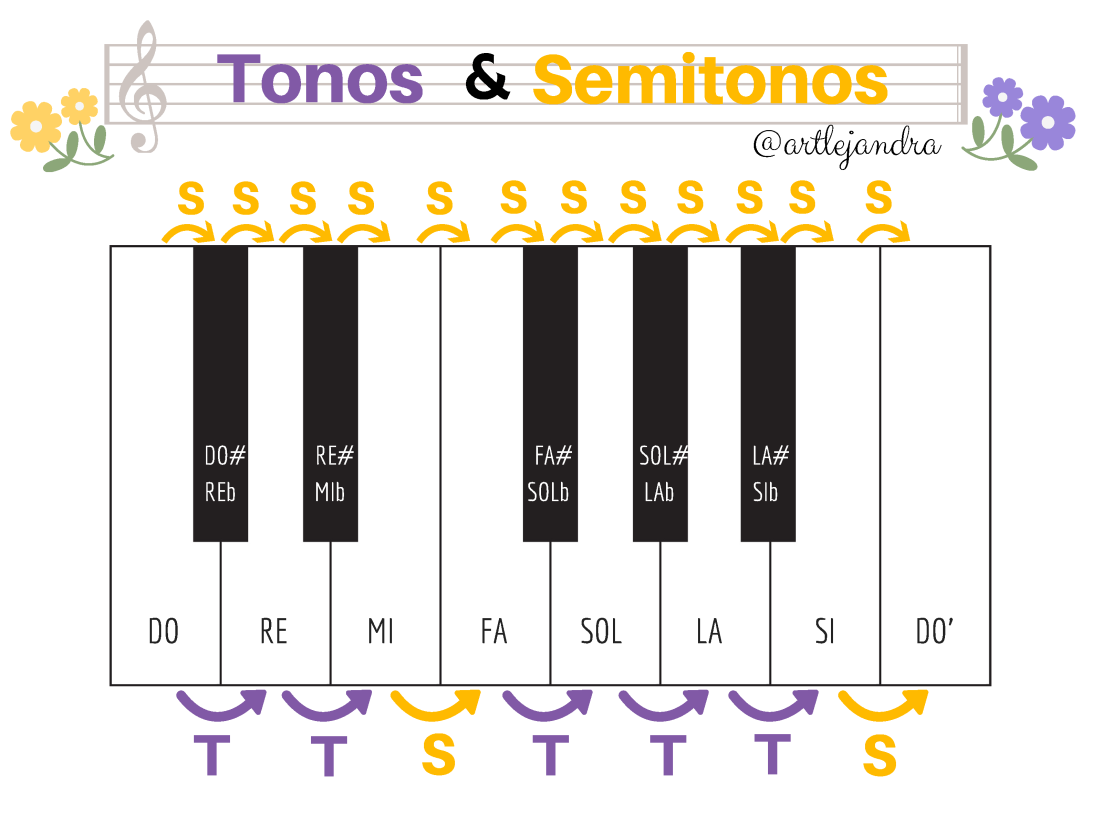 Tonos & Semitonos
@artlejandra
S S S S S S S S S S S S
DO# RE# FA# SOL# LA#
REb MIb SOLb LAb SIb
DO RE MI FA SOL LA SI DO’
T T S T T T S